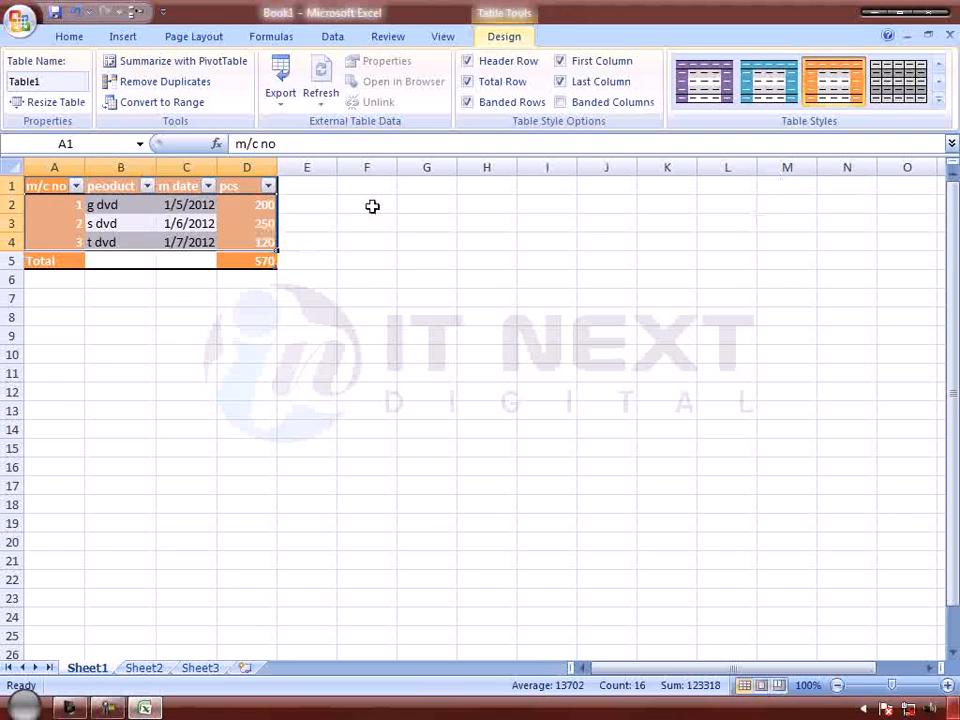 Book1 - Microsoft Excel
Table Tools
Home Insert Page Layout Formulas Data Review View Design
Table Name:
Table1
Resize Table
Properties
Summarize with PivotTable
Remove Duplicates
Convert to Range
Tools
Export
Refresh
Properties
Open in Browser
Unlink
External Table Data
Header Row
Total Row
Banded Rows
First Column
Last Column
Banded Columns
Table Style Options
Table Styles
A1 fx m/c no
A B C D E F G H I J K L M N O
1 m/c no peoduct m date pcs
2 1 g dvd 1/5/2012 200
3 2 s dvd 1/6/2012 250
4 3 t dvd 1/7/2012 120
5 Total 570
6
7
8
9
10
11
12
13
14
15
16
17
18
19
20
21
22
23
24
25
26
in IT NEXT
DIGITAL
Sheet1 Sheet2 Sheet3
Ready Average: 13702 Count: 16 Sum: 123318 100%